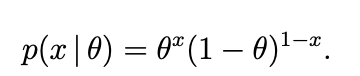 p(x | θ) = θ^x (1 − θ)^{1−x}.